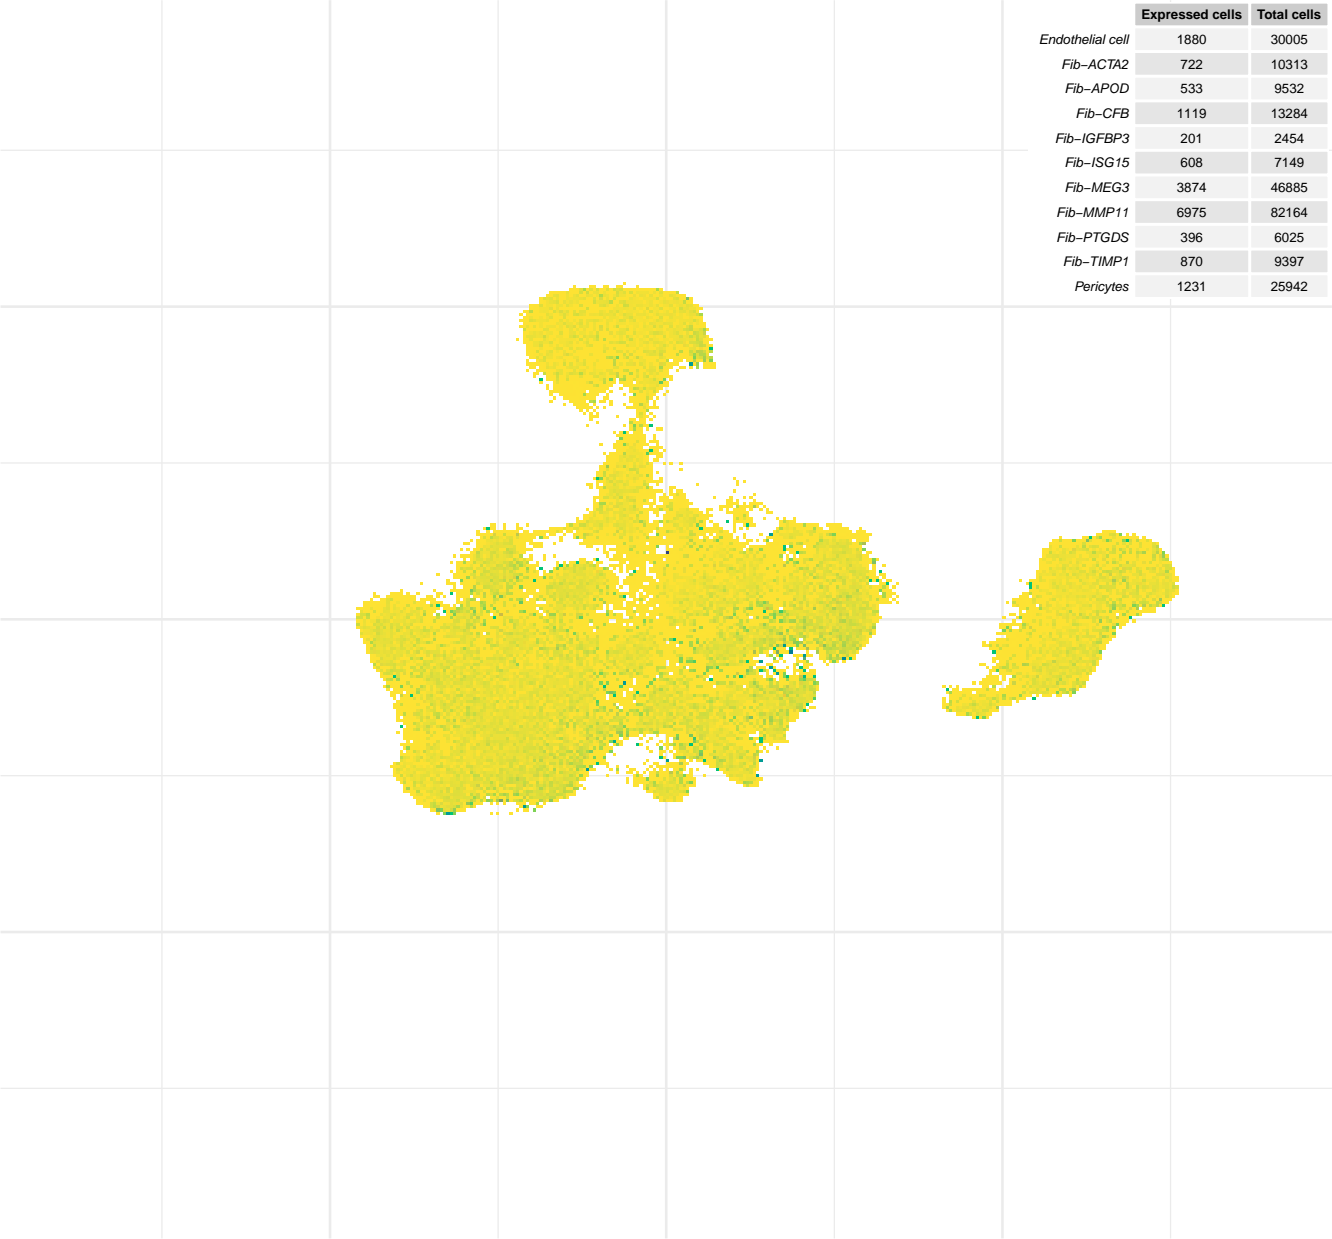 Expressed cells Total cells
Endothelial cell 1880 30005
Fib−ACTA2 722 10313
Fib−APOD 533 9532
Fib−CFB 1119 13284
Fib−IGFBP3 201 2454
Fib−ISG15 608 7149
Fib−MEG3 3874 46885
Fib−MMP11 6975 82164
Fib−PTGDS 396 6025
Fib−TIMP1 870 9397
Pericytes 1231 25942